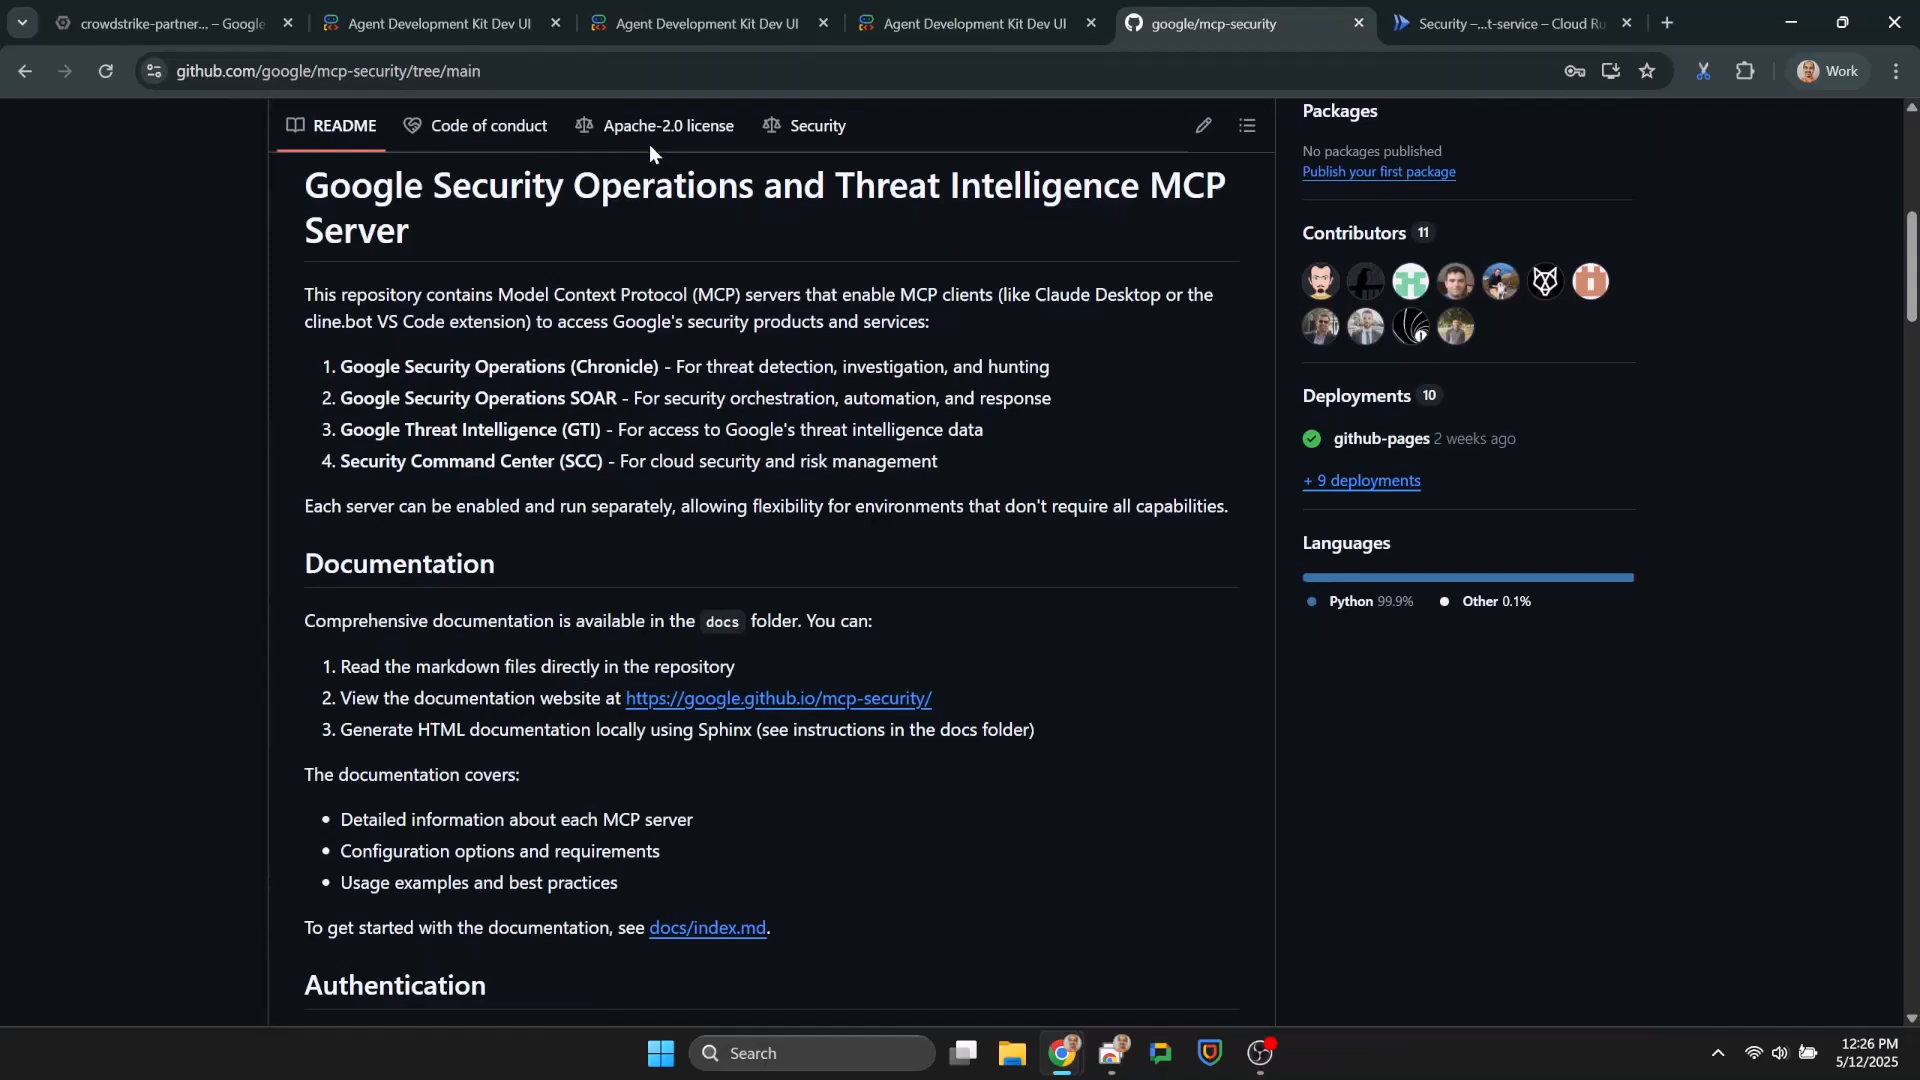 crowdstrike-partner... – Google
Agent Development Kit Dev UI
Agent Development Kit Dev UI
Agent Development Kit Dev UI
google/mcp-security
Security –...t-service – Cloud Ru
github.com/google/mcp-security/tree/main
Work
README
Code of conduct
Apache-2.0 license
Security
Google Security Operations and Threat Intelligence MCP
Server
This repository contains Model Context Protocol (MCP) servers that enable MCP clients (like Claude Desktop or the
cline.bot VS Code extension) to access Google's security products and services:
1. Google Security Operations (Chronicle) - For threat detection, investigation, and hunting
2. Google Security Operations SOAR - For security orchestration, automation, and response
3. Google Threat Intelligence (GTI) - For access to Google's threat intelligence data
4. Security Command Center (SCC) - For cloud security and risk management
Each server can be enabled and run separately, allowing flexibility for environments that don't require all capabilities.
Documentation
Comprehensive documentation is available in the docs folder. You can:
1. Read the markdown files directly in the repository
2. View the documentation website at https://google.github.io/mcp-security/
3. Generate HTML documentation locally using Sphinx (see instructions in the docs folder)
The documentation covers:
• Detailed information about each MCP server
• Configuration options and requirements
• Usage examples and best practices
To get started with the documentation, see docs/index.md.
Authentication
Packages
No packages published
Publish your first package
Contributors 11
Deployments 10
github-pages 2 weeks ago
+ 9 deployments
Languages
Python 99.9%
Other 0.1%
Search
12:26 PM
5/12/2025